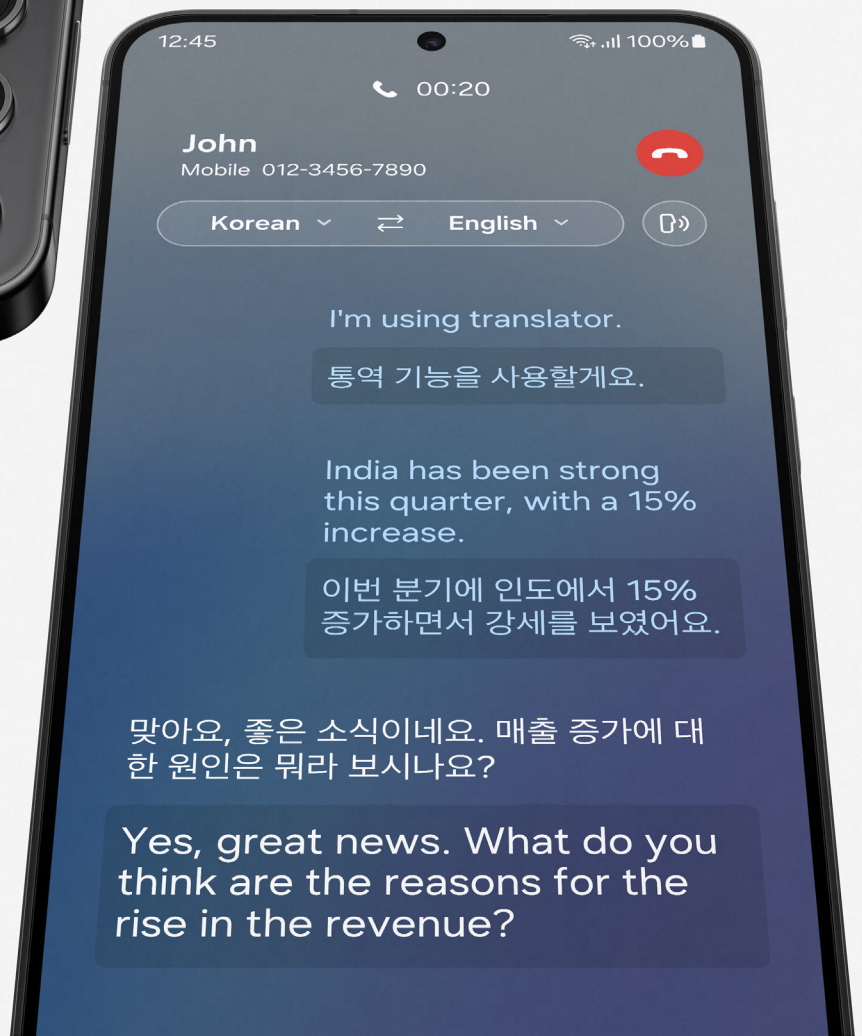 12:45
100%
00:20
John
Mobile 012-3456-7890
Korean English
I'm using translator.
통역 기능을 사용할게요.
India has been strong
this quarter, with a 15%
increase.
이번 분기에 인도에서 15%
증가하면서 강세를 보였어요.
맞아요, 좋은 소식이네요. 매출 증가에 대
한 원인은 뭐라 보시나요?
Yes, great news. What do you
think are the reasons for the
rise in the revenue?